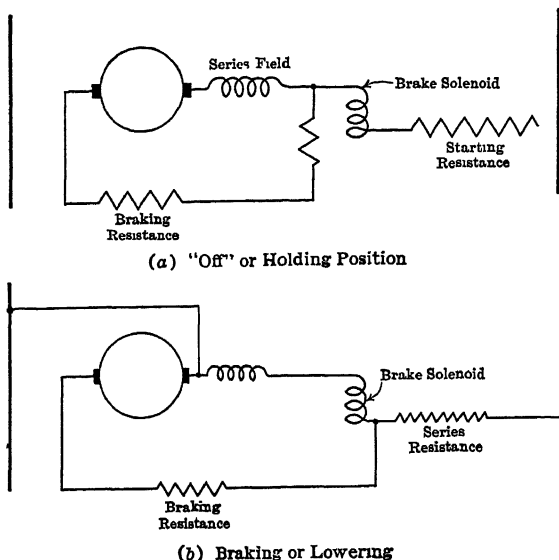 Series Field
Brake Solenoid
Starting
Resistance
Braking
Resistance
(a) "Off" or Holding Position
Brake Solenoid
Series
Resistance
Braking
Resistance
(b) Braking or Lowering